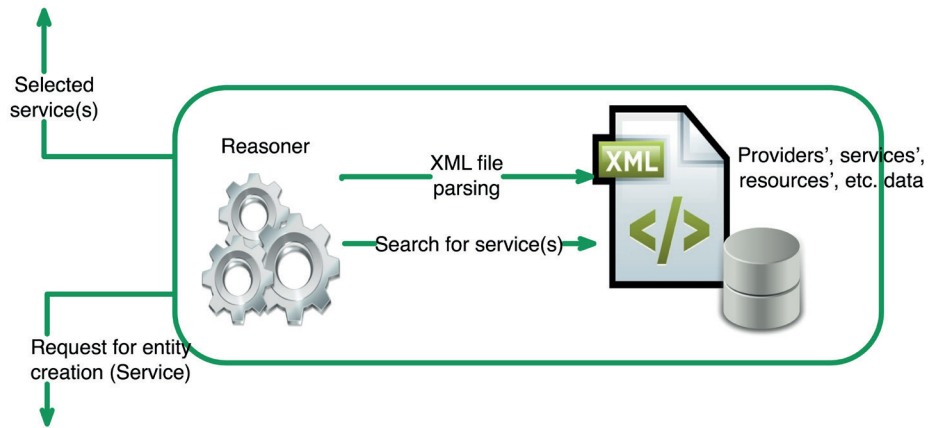 Selected
service(s)
Reasoner
XML file
parsing
XML
</>
Providers’, services’,
resources’, etc. data
Search for service(s)
Request for entity
creation (Service)